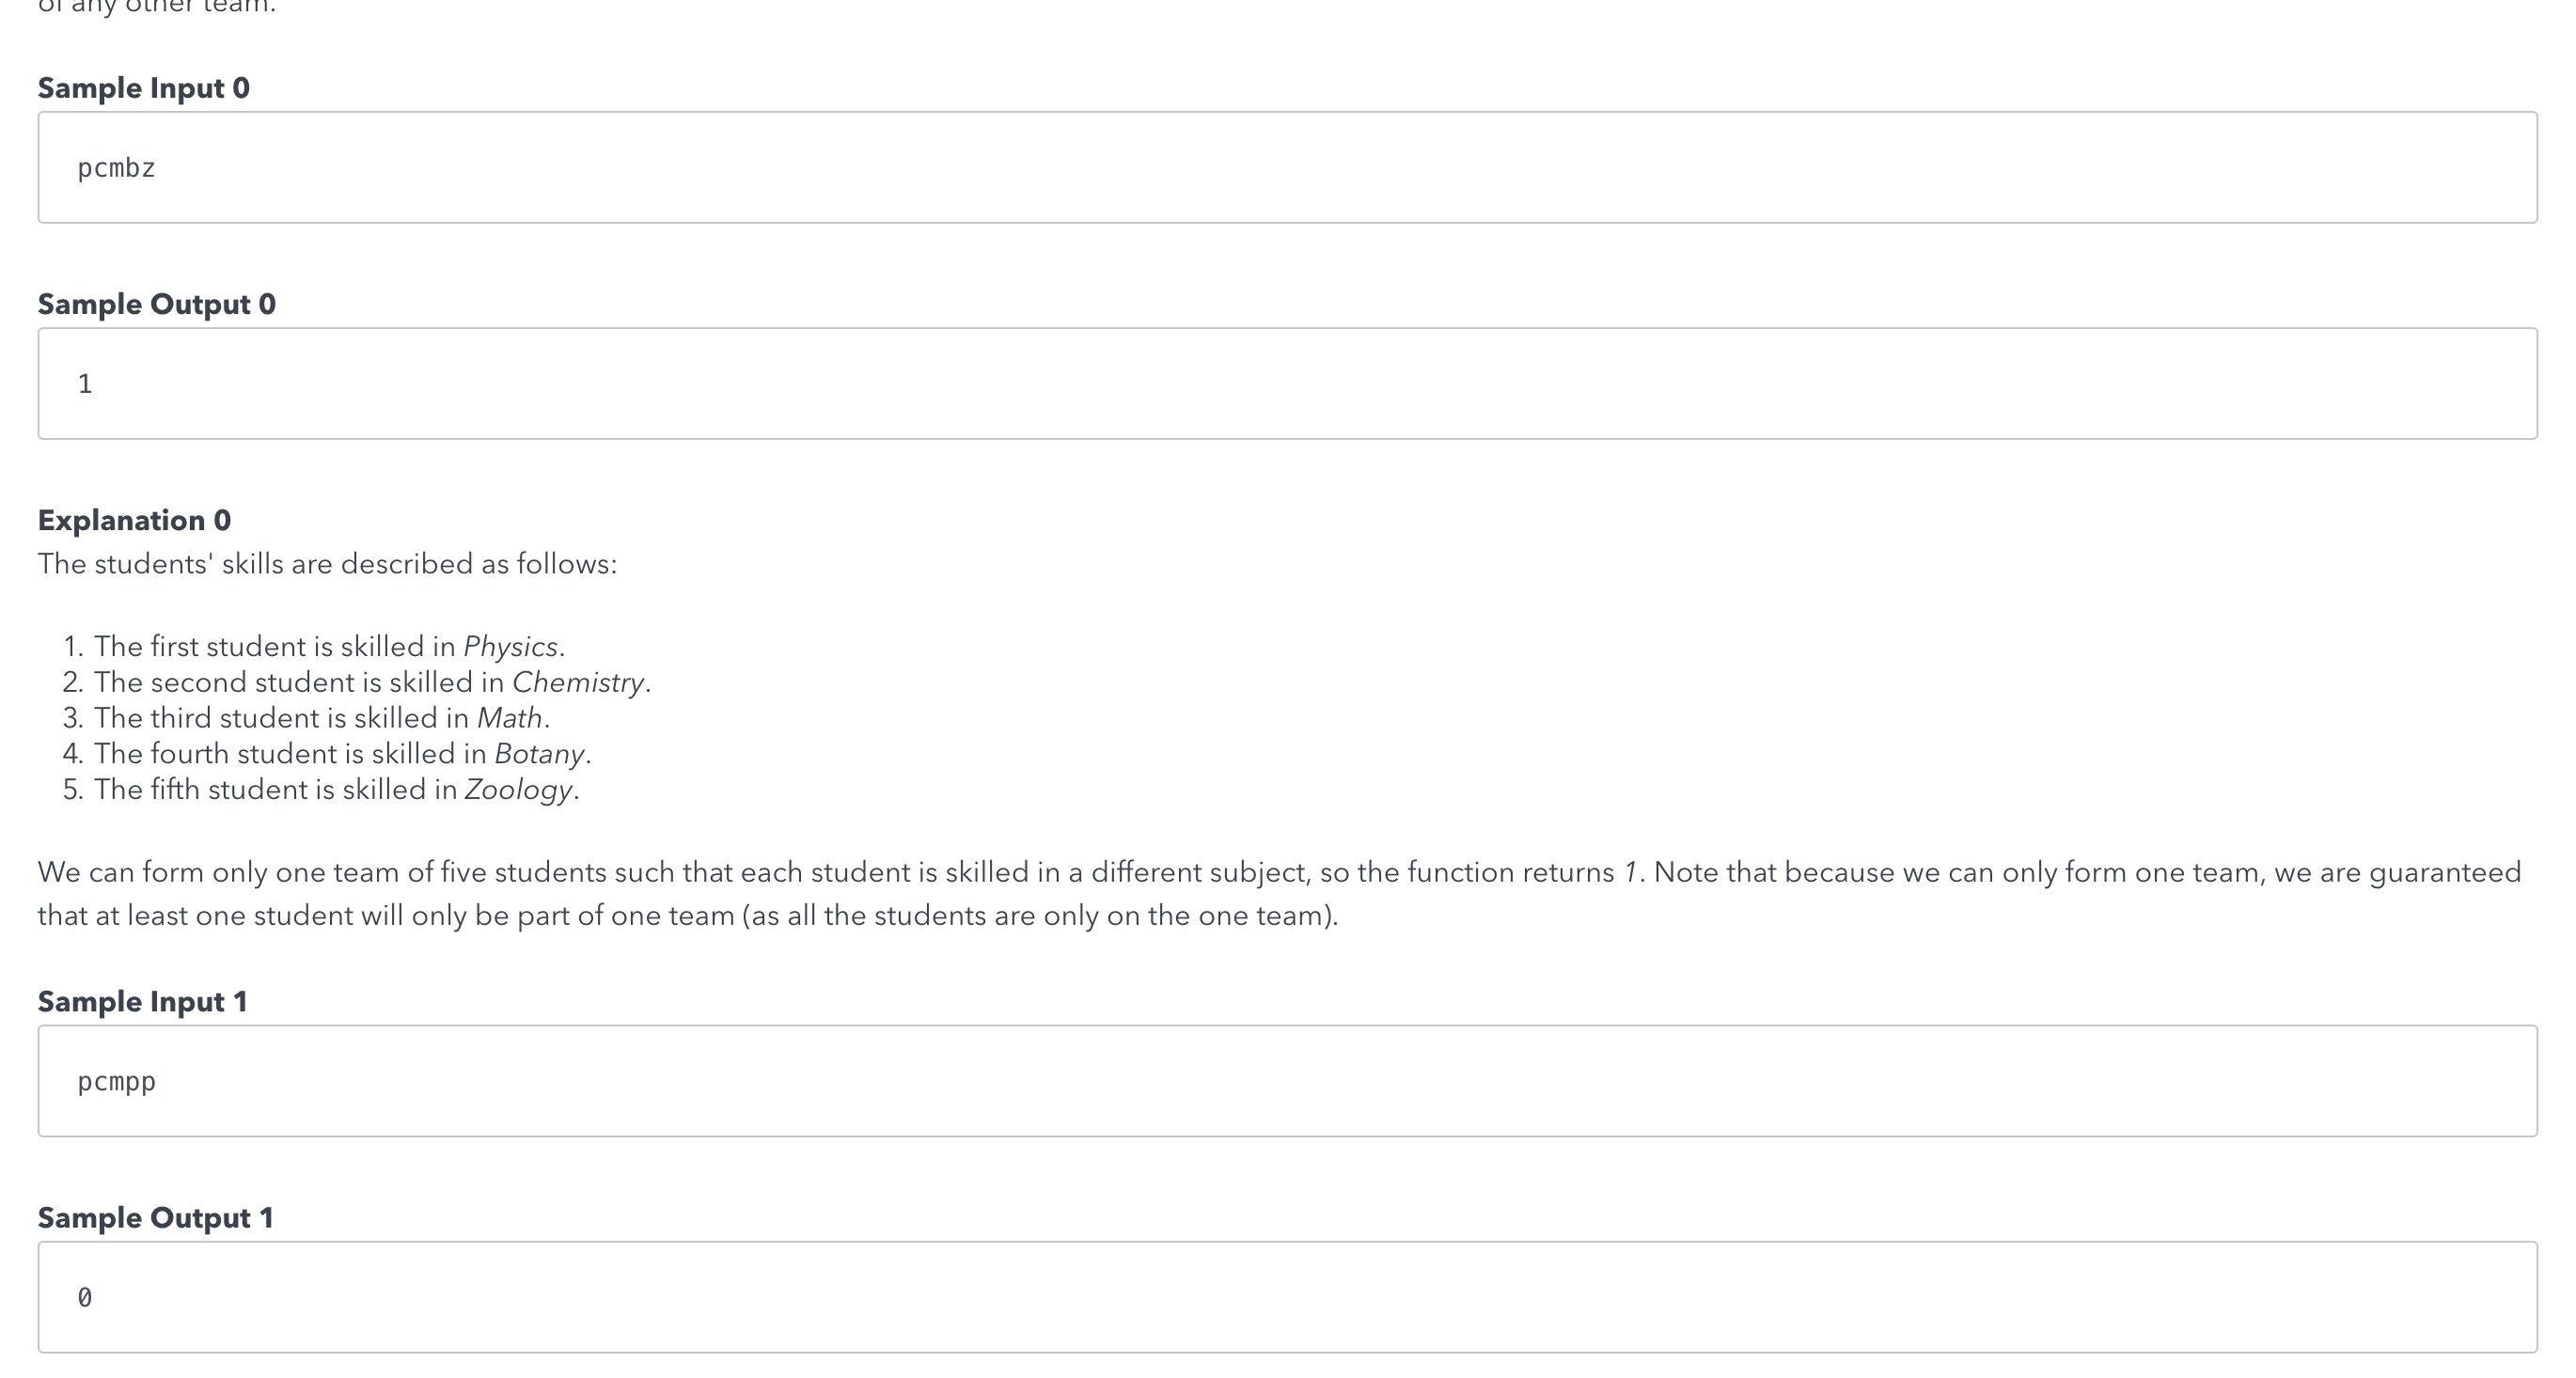 of any other team.
Sample Input 0
pcmbz
Sample Output 0
1
Explanation 0
The students' skills are described as follows:
1. The first student is skilled in Physics.
2. The second student is skilled in Chemistry.
3. The third student is skilled in Math.
4. The fourth student is skilled in Botany.
5. The fifth student is skilled in Zoology.
We can form only one team of five students such that each student is skilled in a different subject, so the function returns 1. Note that because we can only form one team, we are guaranteed
that at least one student will only be part of one team (as all the students are only on the one team).
Sample Input 1
pcmpp
Sample Output 1
0